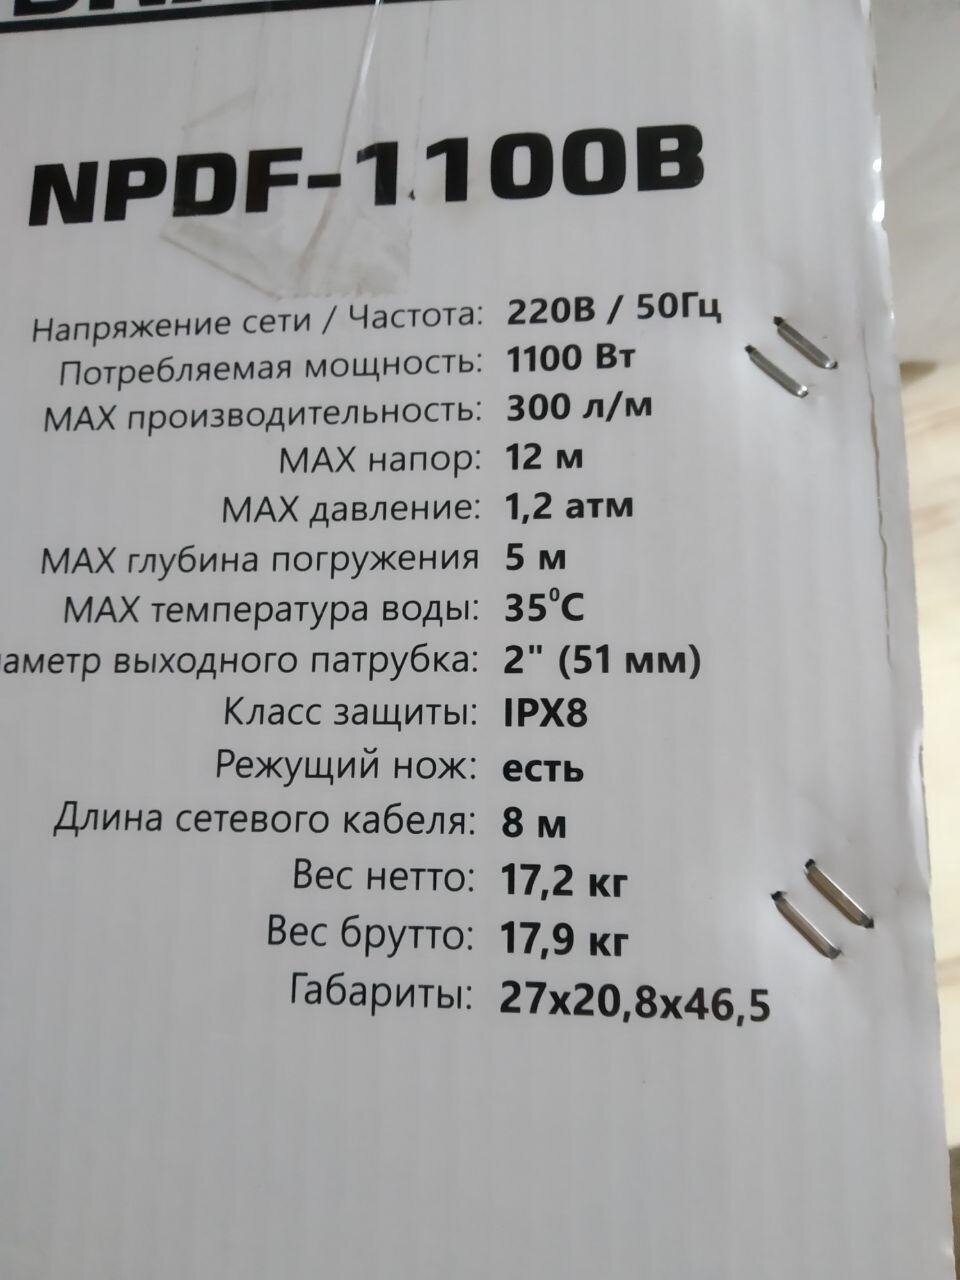 NPDF-1100B
Напряжение сети / Частота: 220В / 50Гц
Потребляемая мощность: 1100 Вт
MAX производительность: 300 л/м
MAX напор: 12 м
MAX давление: 1,2 атм
MAX глубина погружения 5 м
MAX температура воды: 35⁰С
аметр выходного патрубка: 2" (51 мм)
Класс защиты: IPX8
Режущий нож: есть
Длина сетевого кабеля: 8 м
Вес нетто: 17,2 кг
Вес брутто: 17,9 кг
Габариты: 27х20,8х46,5